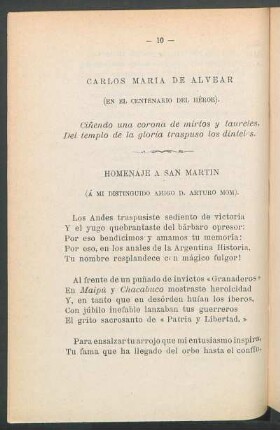 — 10 —
CARLOS MARIA DE ALVEAR
(EN EL CENTENARIO DEL HÉROE).
Ciñendo una corona de mirtos y laureles,
Del templo de la gloria traspuso los dintel s.
HOMENAJE A SAN MARTIN
(Á MI DISTINGUIDO AMIGO D. ARTURO MOM).
Los Andes traspusiste sediento de victoria
Y el yugo quebrantaste del bárbaro opresor:
Por eso bendicimos y amamos tu memoria:
Por eso, en los anales de la Argentina Historia,
Tu nombre resplandece con mágico fulgor!
Al frente de un puñado de invictos «Granaderos»
En Maipú y Chacabuco mostraste heroicidad
Y, en tanto que en desórden huían los iberos,
Con júbilo inefable lanzaban tus guerreros
El grito sacrosanto de «Patria y Libertad.»
Para ensalzar tu arrojo que mi entusiasmo inspira,
Tu fama que ha llegado del orbe hasta el confin,